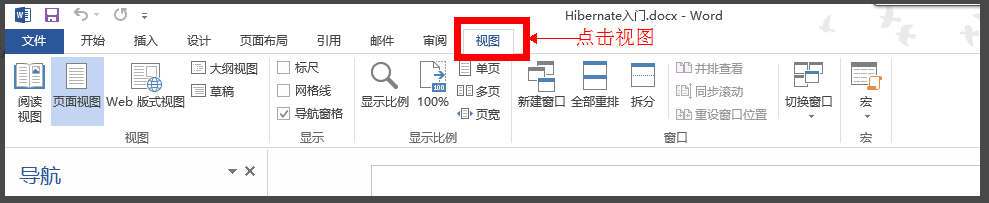 Hibernate入门.docx - Word
文件 开始 插入 设计 页面布局 引用 邮件 审阅 视图 点击视图
阅读视图 页面视图 Web 版式视图 大纲视图 草稿
标尺 网格线 导航窗格
显示比例 100% 100 单页 多页 页宽
新建窗口 全部重排 拆分 并排查看 同步滚动 重设窗口位置 切换窗口
宏
视图 显示 显示比例 窗口 宏
导航